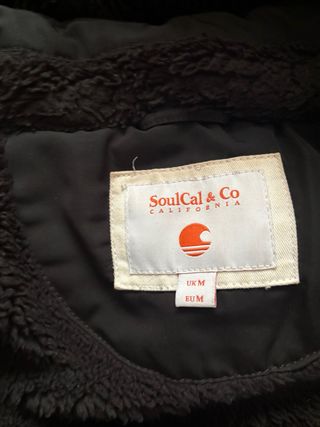 SoulCal & Co
CALIFORNIA
UK M
EU M